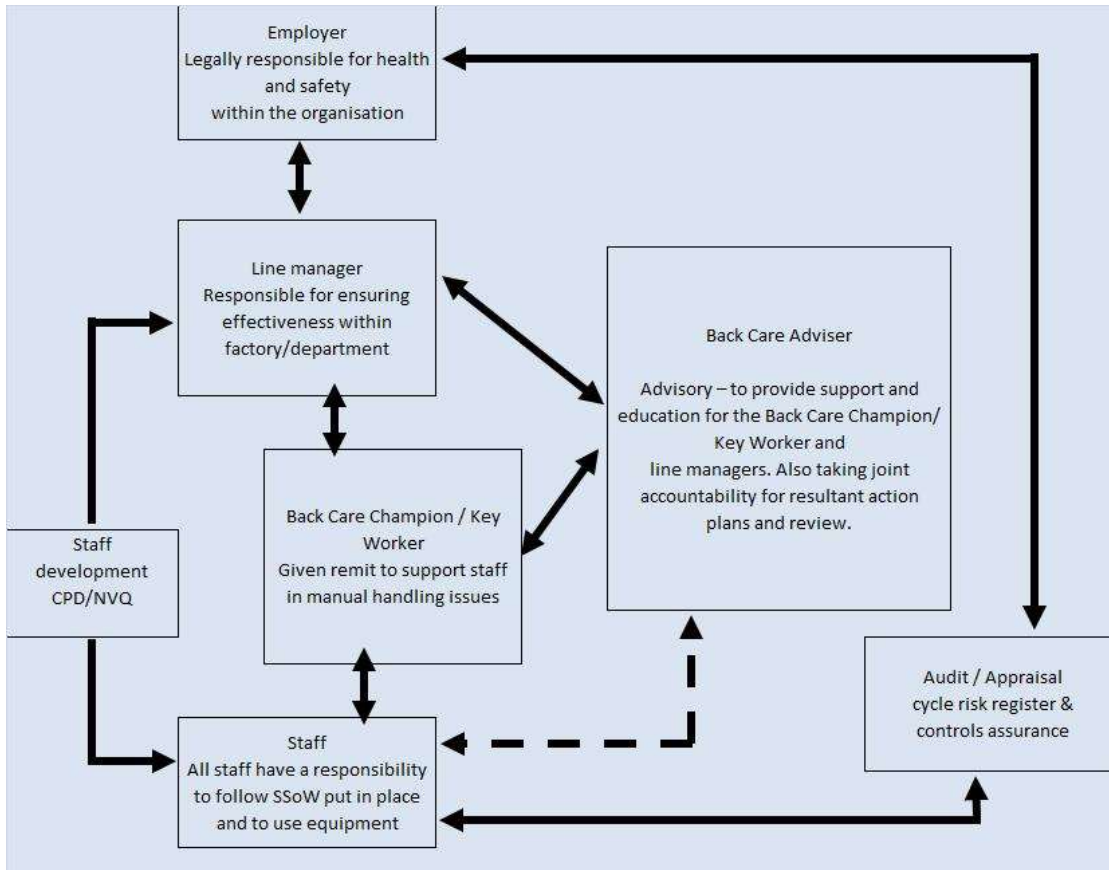 Employer
Legally responsible for health
and safety
within the organisation
Line manager
Responsible for ensuring
effectiveness within
factory/department
Back Care Adviser
Advisory – to provide support and
education for the Back Care Champion/
Key Worker and
line managers. Also taking joint
accountability for resultant action
plans and review.
Back Care Champion / Key
Worker
Given remit to support staff
in manual handling issues
Staff
development
CPD/NVQ
Audit / Appraisal
cycle risk register &
controls assurance
Staff
All staff have a responsibility
to follow SSoW put in place
and to use equipment